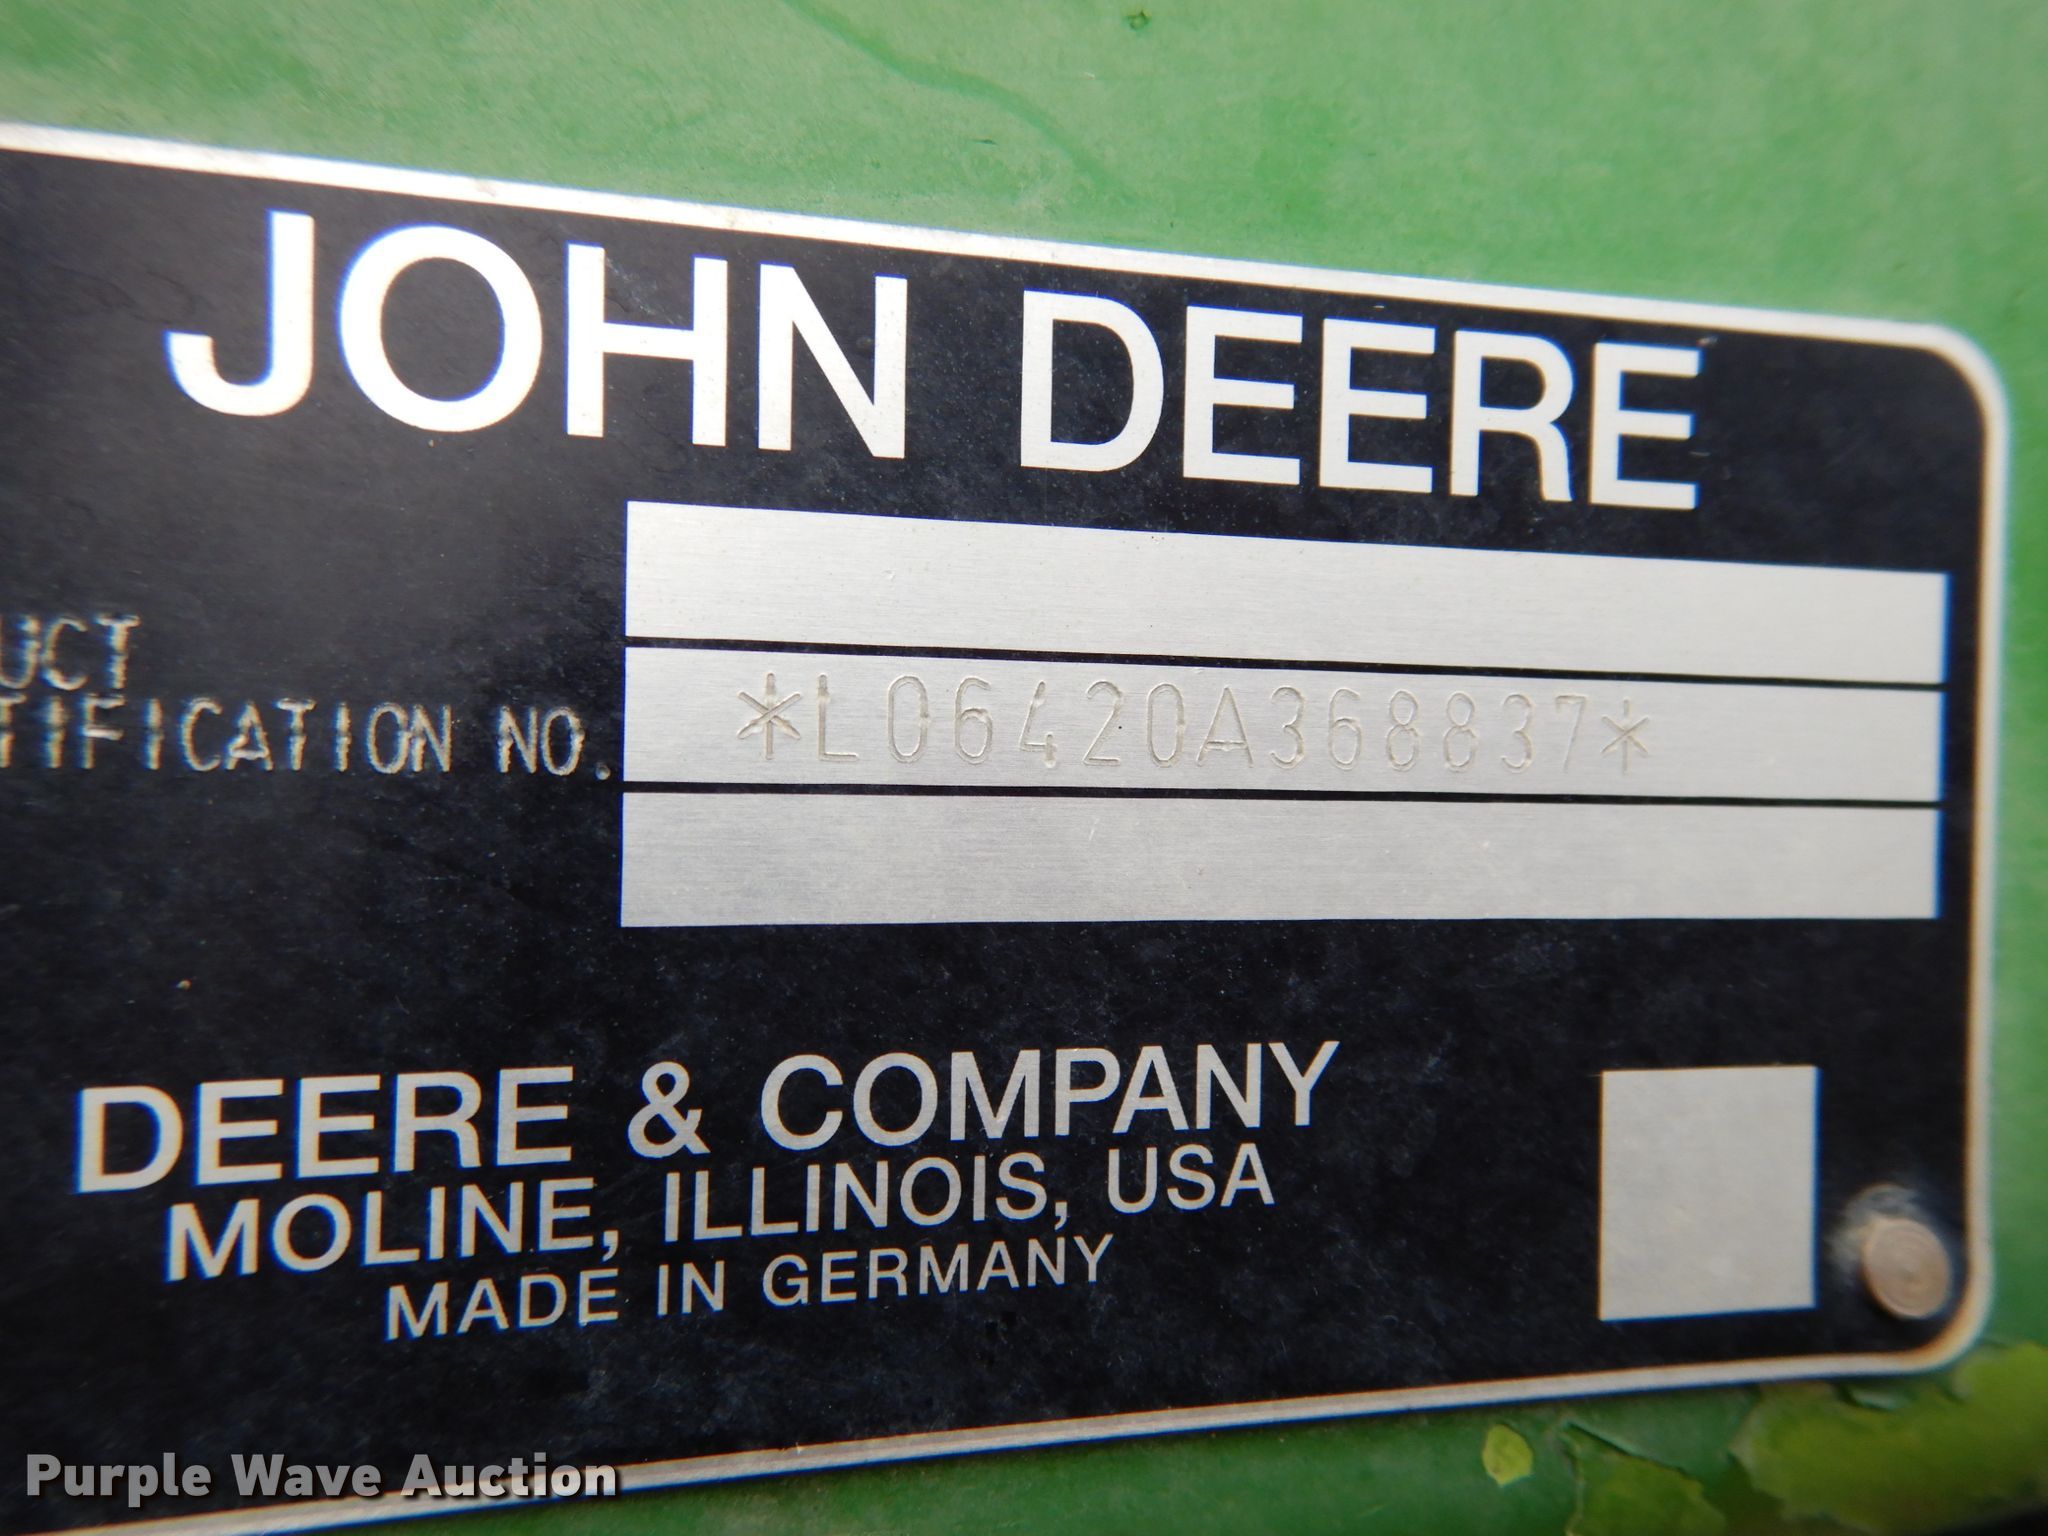 JOHN DEERE
UCT
TIFICATION NO.
*L06420A368837*
DEERE & COMPANY
MOLINE, ILLINOIS, USA
MADE IN GERMANY
Purple Wave Auction